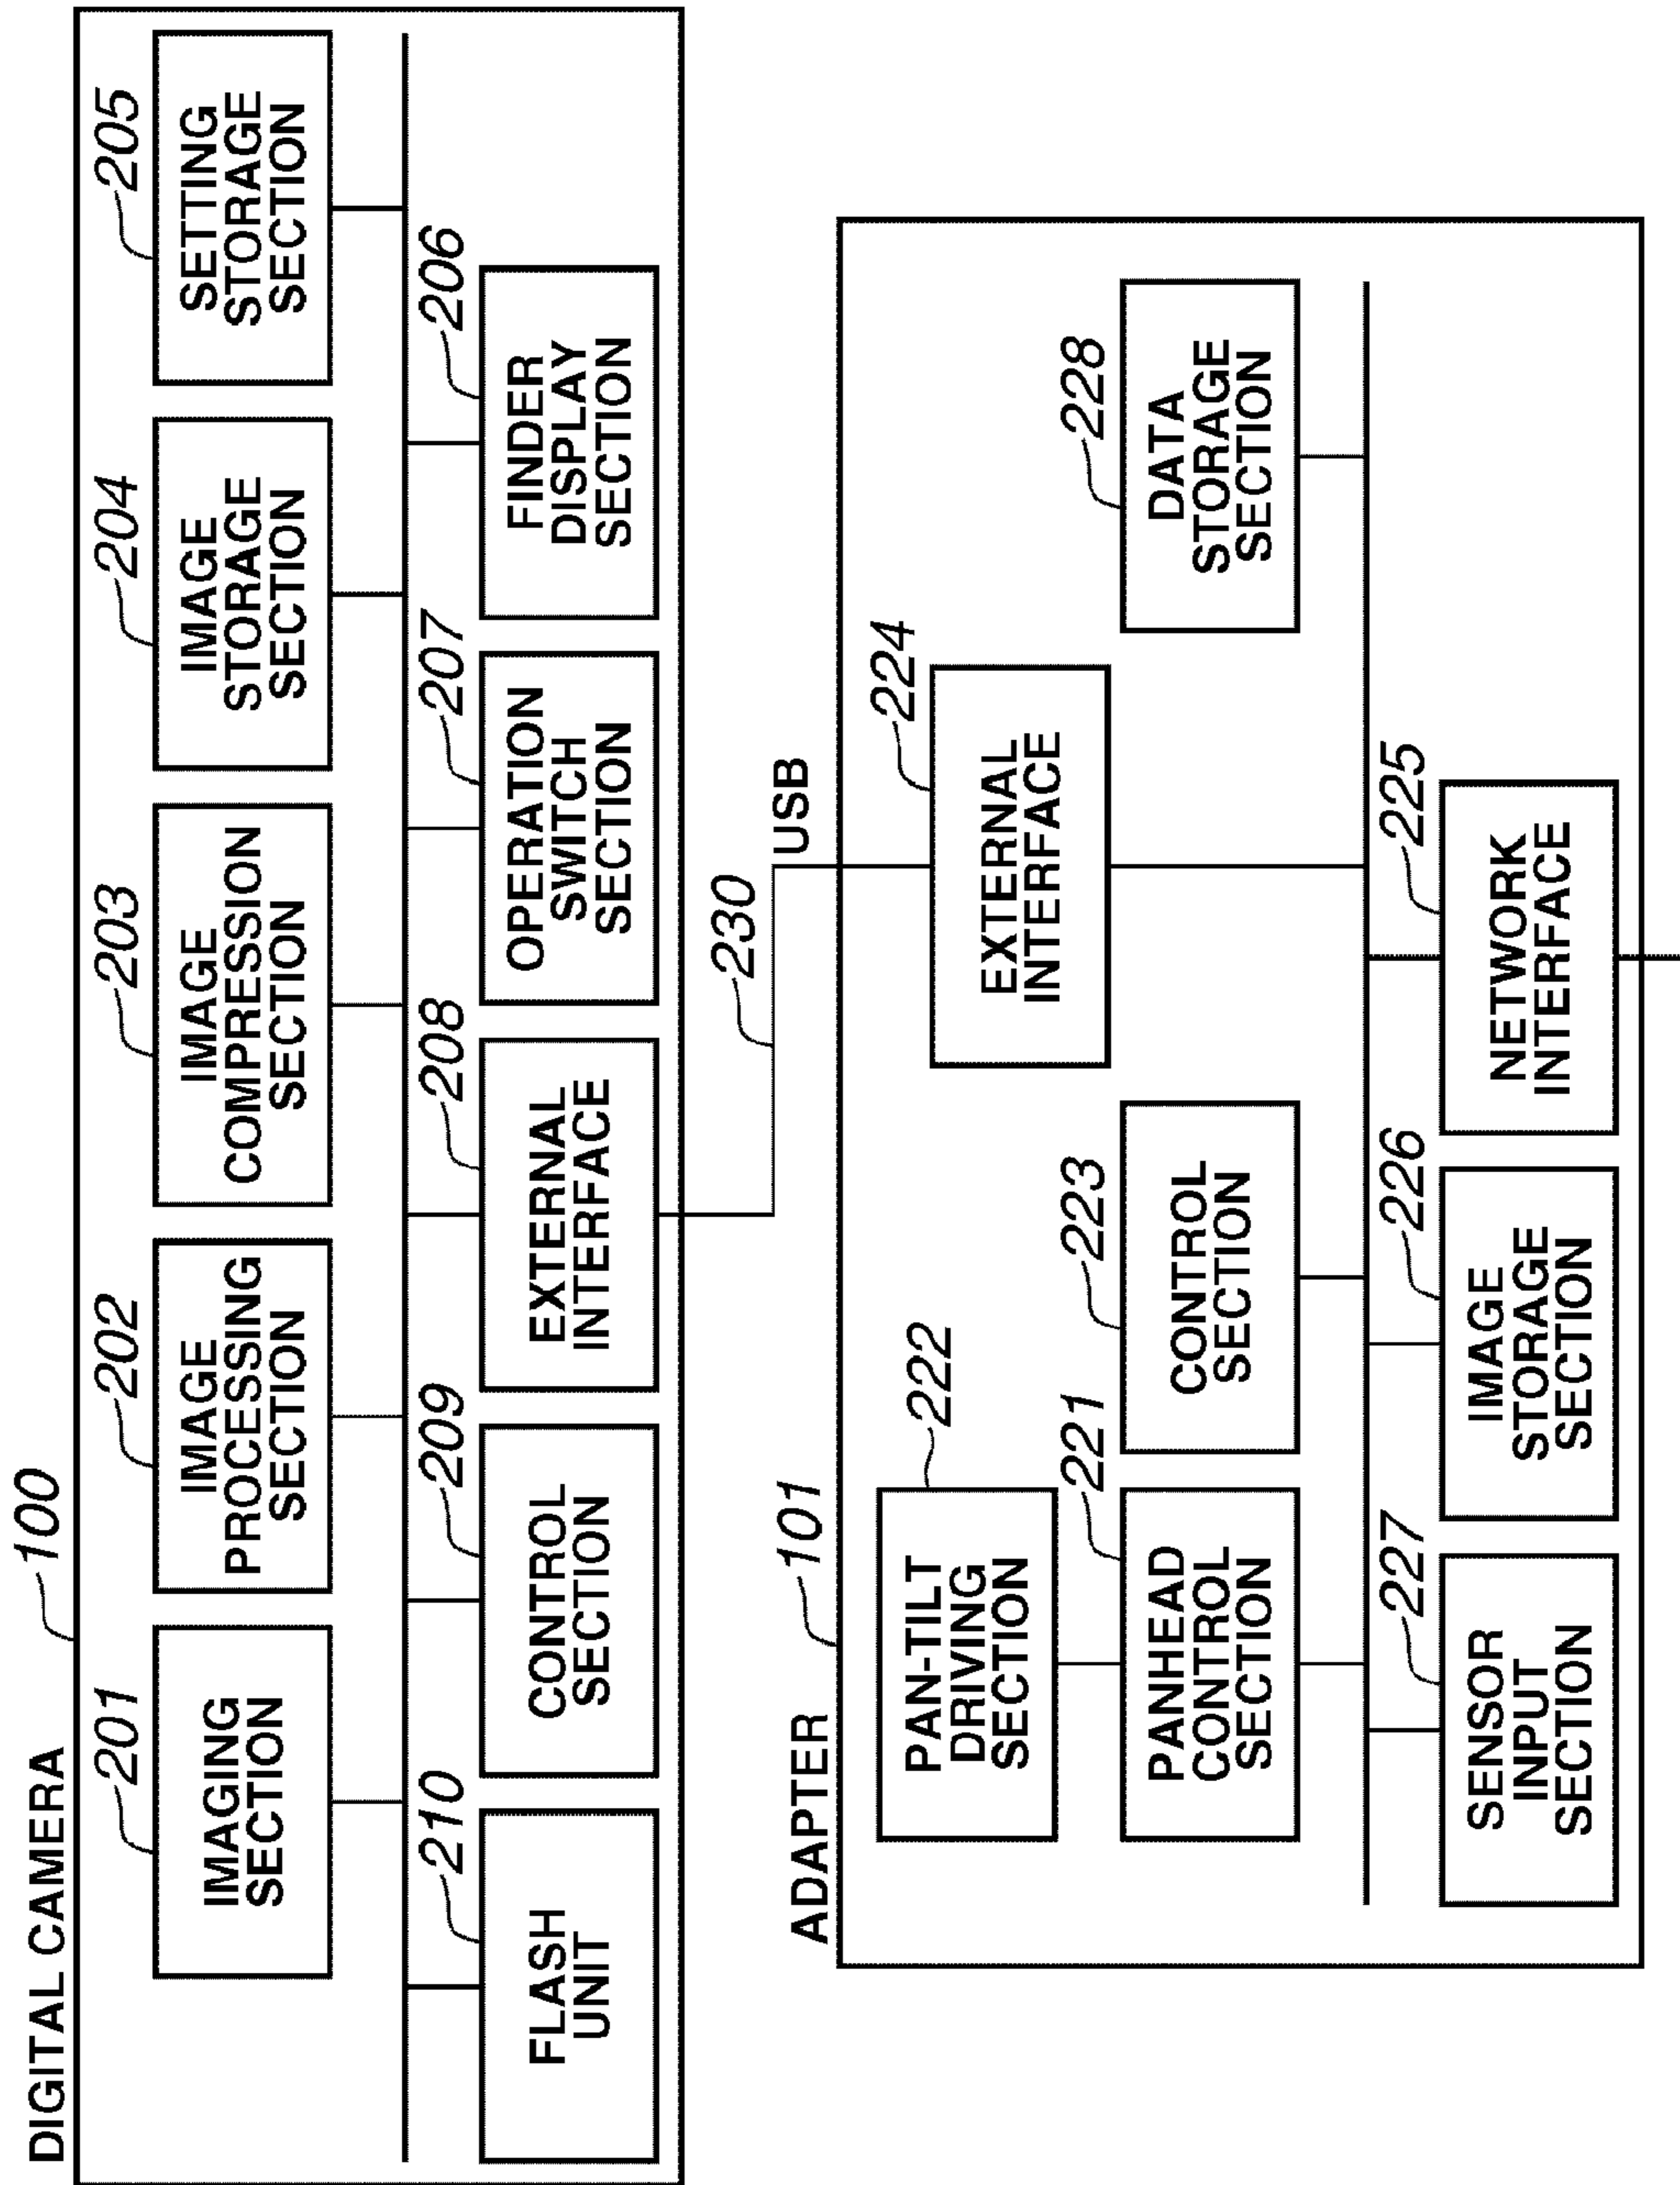 DIGITAL CAMERA
100
201
IMAGING
SECTION
202
IMAGE
PROCESSING
SECTION
203
IMAGE
COMPRESSION
SECTION
204
IMAGE
STORAGE
SECTION
205
SETTING
STORAGE
SECTION
210
FLASH
UNIT
209
CONTROL
SECTION
208
EXTERNAL
INTERFACE
207
OPERATION
SWITCH
SECTION
206
FINDER
DISPLAY
SECTION
230
USB
ADAPTER
101
222
PAN-TILT
DRIVING
SECTION
224
EXTERNAL
INTERFACE
221
PANHEAD
CONTROL
SECTION
223
CONTROL
SECTION
228
DATA
STORAGE
SECTION
227
SENSOR
INPUT
SECTION
226
IMAGE
STORAGE
SECTION
225
NETWORK
INTERFACE